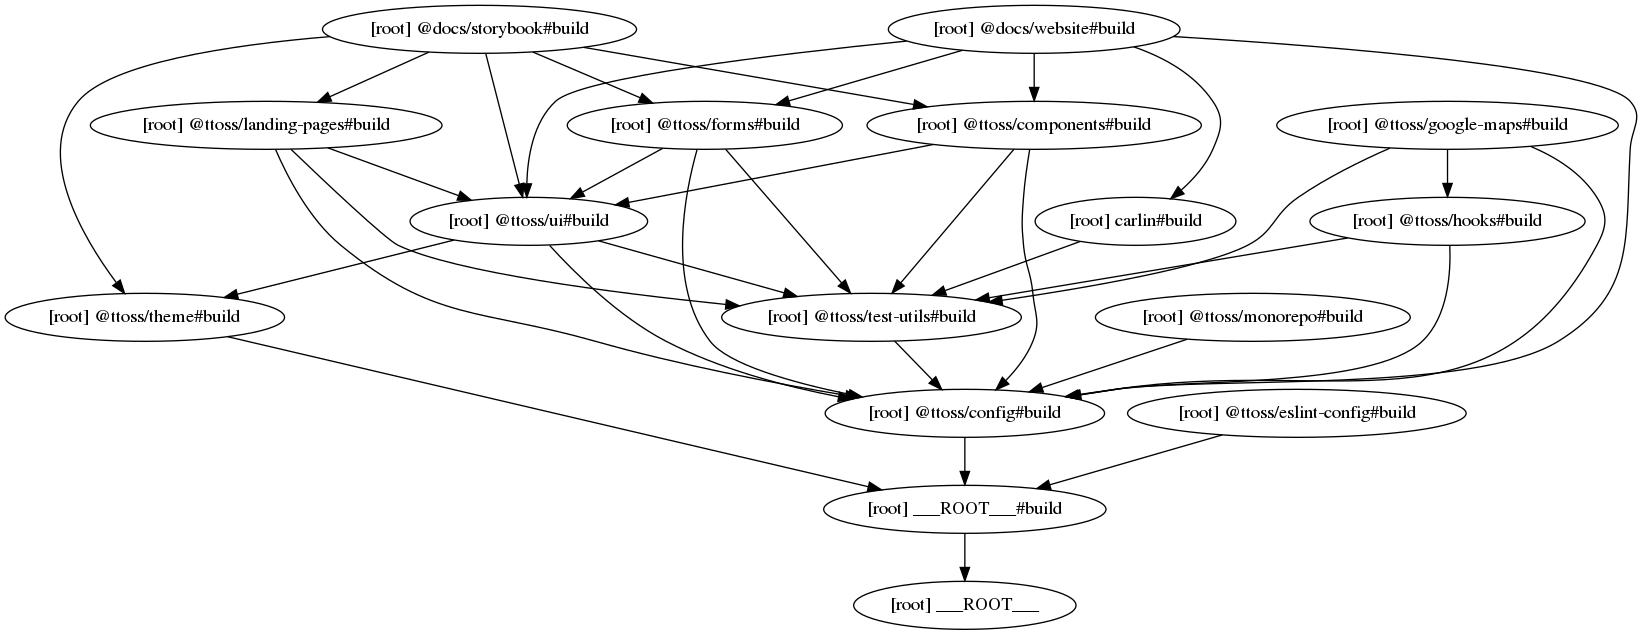 [root] @docs/storybook#build
[root] @docs/website#build
[root] @ttoss/landing-pages#build
[root] @ttoss/forms#build
[root] @ttoss/components#build
[root] @ttoss/google-maps#build
[root] @ttoss/ui#build
[root] carlin#build
[root] @ttoss/hooks#build
[root] @ttoss/theme#build
[root] @ttoss/test-utils#build
[root] @ttoss/monorepo#build
[root] @ttoss/config#build
[root] @ttoss/eslint-config#build
[root] ___ROOT___#build
[root] ___ROOT___